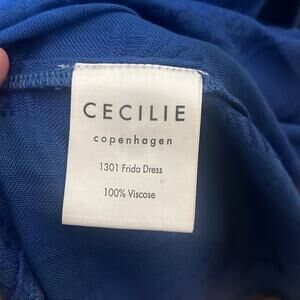 CECILIE
copenhagen
1301 Frida Dress
100% Viscose